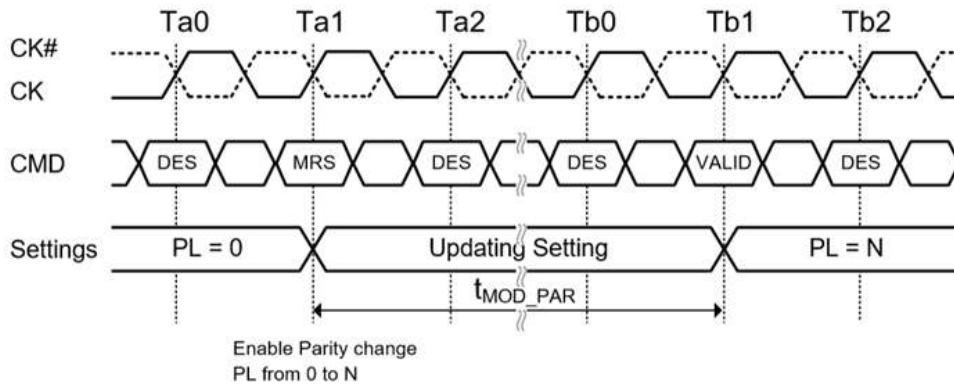 Ta0 Ta1 Ta2 Tb0 Tb1 Tb2
CK#
CK
CMD DES MRS DES DES VALID DES
Settings PL = 0 Updating Setting PL = N
tMOD_PAR
Enable Parity change
PL from 0 to N